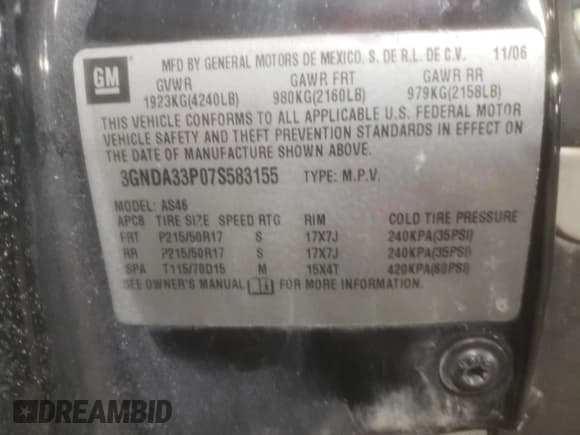 GM
MFD BY GENERAL MOTORS DE MEXICO, S. DE R.L. DE C.V. 11/06
GVWR GAWR FRT GAWR RR
1923KG(4240LB) 980KG(2160LB) 979KG(2158LB)
THIS VEHICLE CONFORMS TO ALL APPLICABLE U.S. FEDERAL MOTOR
VEHICLE SAFETY AND THEFT PREVENTION STANDARDS IN EFFECT ON
THE DATE OF MANUFACTURE SHOWN ABOVE.
3GNDA33P07S583155 TYPE: M.P.V.
MODEL: AS46
APCB TIRE SIZE SPEED RTG RIM COLD TIRE PRESSURE
FRT P215/50R17 S 17X7J 240KPA(35PSI)
RR P215/50R17 S 17X7J 240KPA(35PSI)
SPA T115/70D15 M 15X4T 420KPA(60PSI)
SEE OWNER'S MANUAL FOR MORE INFORMATION.
DREAMBID